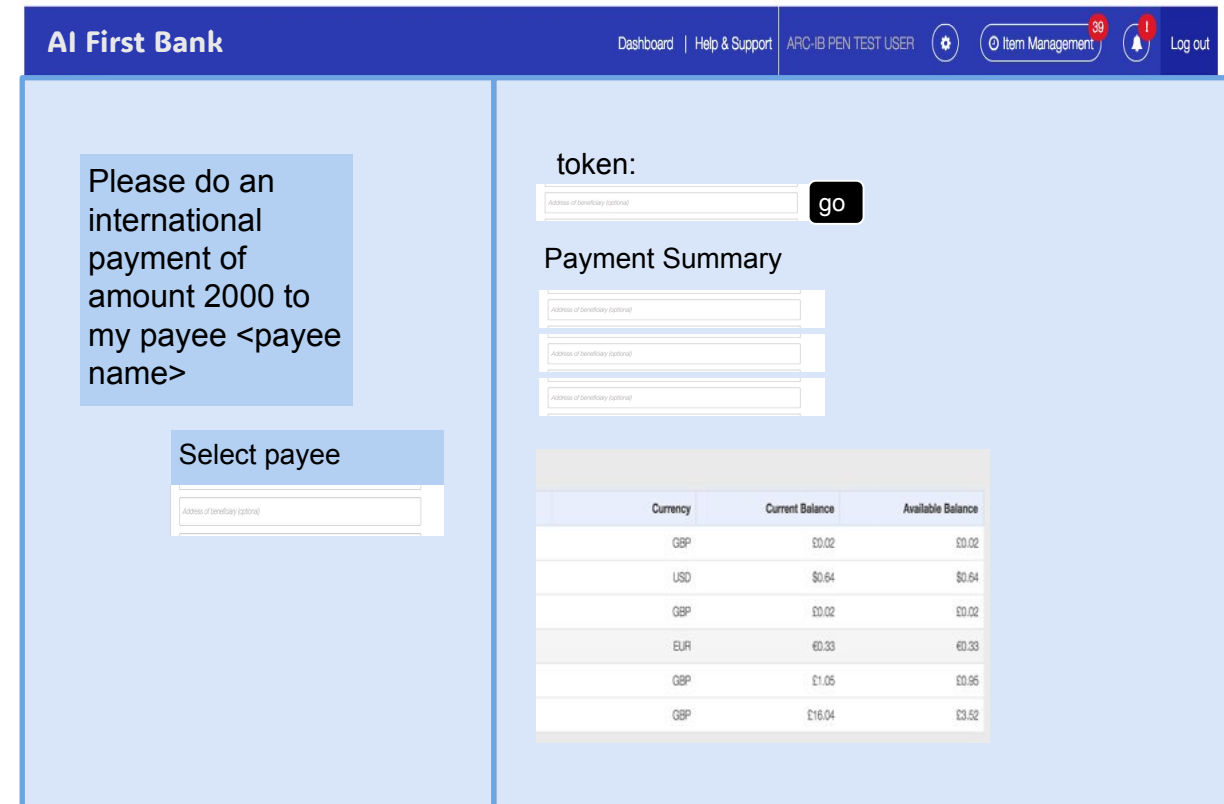 AI First Bank
Dashboard | Help & Support ARC-IB PEN TEST USER Item Management 39 ! Log out
Please do an
international
payment of
amount 2000 to
my payee <payee
name>
Select payee
Address of beneficiary (optional)
token:
Address of beneficiary (optional)
go
Payment Summary
Address of beneficiary (optional)
Address of beneficiary (optional)
Address of beneficiary (optional)
Currency Current Balance Available Balance
GBP £0.02 £0.02
USD $0.64 $0.64
GBP £0.02 £0.02
EUR €0.33 €0.33
GBP £1.05 £0.95
GBP £16.04 £3.52